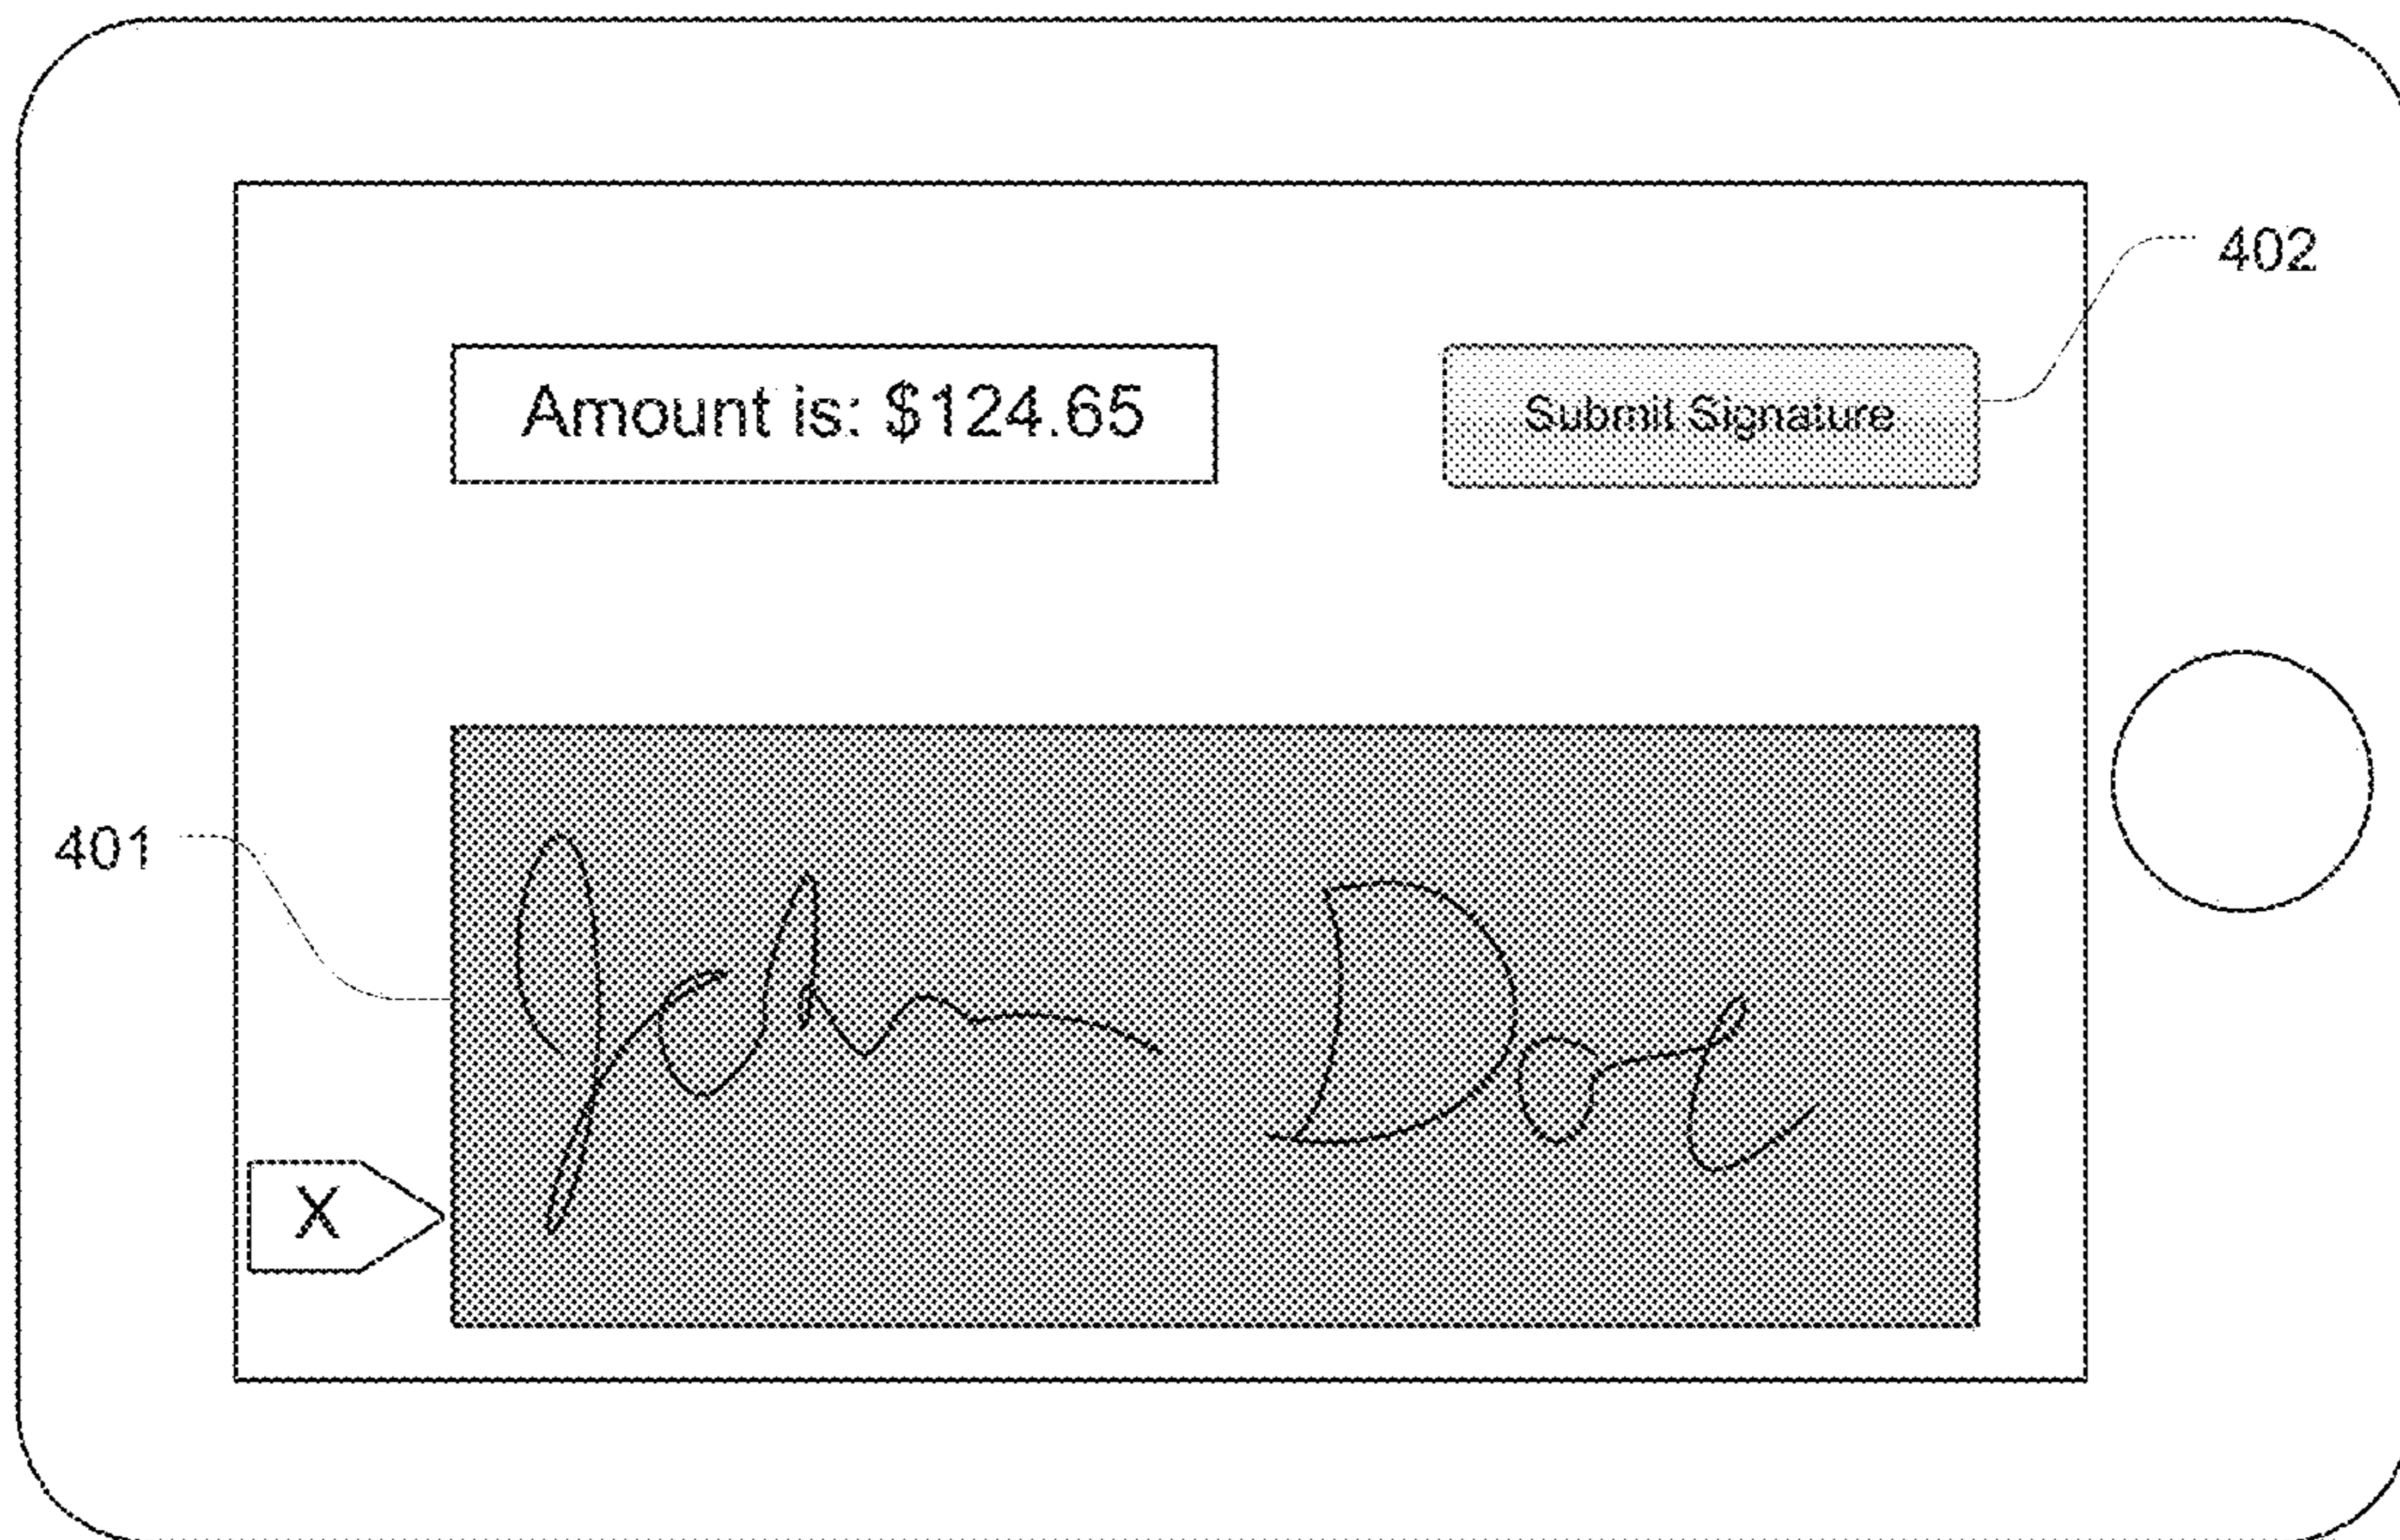 402
Amount is: $124.65
Submit Signature
401
John Doe
X